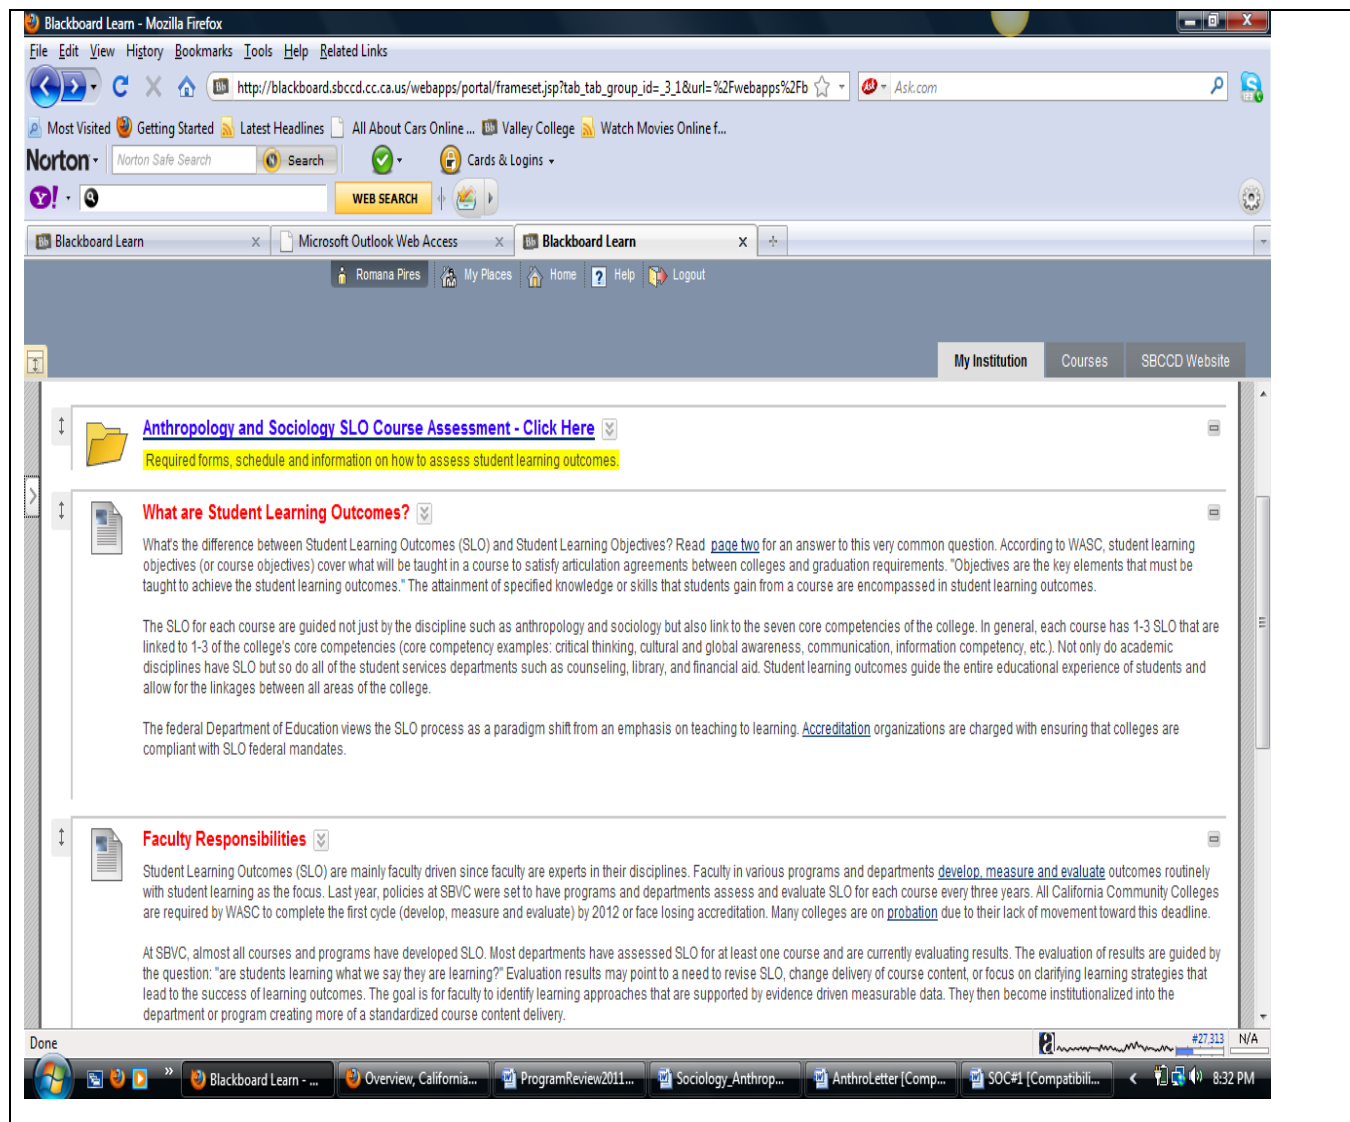 Blackboard Learn - Mozilla Firefox
File Edit View History Bookmarks Tools Help Related Links
http://blackboard.sbccd.cc.ca.us/webapps/portal/frameset.jsp?tab_tab_group_id=_3_1&url=%2Fwebapps%2Fb
Ask.com
Most Visited Getting Started Latest Headlines All About Cars Online ... Valley College Watch Movies Online f...
Norton Norton Safe Search Search Cards & Logins
Y! WEB SEARCH
Blackboard Learn Microsoft Outlook Web Access Blackboard Learn
Romana Pires My Places Home Help Logout
My Institution Courses SBCCD Website
Anthropology and Sociology SLO Course Assessment - Click Here
Required forms, schedule and information on how to assess student learning outcomes.
What are Student Learning Outcomes?
What's the difference between Student Learning Outcomes (SLO) and Student Learning Objectives? Read page two for an answer to this very common question. According to WASC, student learning
objectives (or course objectives) cover what will be taught in a course to satisfy articulation agreements between colleges and graduation requirements. "Objectives are the key elements that must be
taught to achieve the student learning outcomes." The attainment of specified knowledge or skills that students gain from a course are encompassed in student learning outcomes.
The SLO for each course are guided not just by the discipline such as anthropology and sociology but also link to the seven core competencies of the college. In general, each course has 1-3 SLO that are
linked to 1-3 of the college's core competencies (core competency examples: critical thinking, cultural and global awareness, communication, information competency, etc.). Not only do academic
disciplines have SLO but so do all of the student services departments such as counseling, library, and financial aid. Student learning outcomes guide the entire educational experience of students and
allow for the linkages between all areas of the college.
The federal Department of Education views the SLO process as a paradigm shift from an emphasis on teaching to learning. Accreditation organizations are charged with ensuring that colleges are
compliant with SLO federal mandates.
Faculty Responsibilities
Student Learning Outcomes (SLO) are mainly faculty driven since faculty are experts in their disciplines. Faculty in various programs and departments develop, measure and evaluate outcomes routinely
with student learning as the focus. Last year, policies at SBVC were set to have programs and departments assess and evaluate SLO for each course every three years. All California Community Colleges
are required by WASC to complete the first cycle (develop, measure and evaluate) by 2012 or face losing accreditation. Many colleges are on probation due to their lack of movement toward this deadline.
At SBVC, almost all courses and programs have developed SLO. Most departments have assessed SLO for at least one course and are currently evaluating results. The evaluation of results are guided by
the question: "are students learning what we say they are learning?" Evaluation results may point to a need to revise SLO, change delivery of course content, or focus on clarifying learning strategies that
lead to the success of learning outcomes. The goal is for faculty to identify learning approaches that are supported by evidence driven measurable data. They then become institutionalized into the
department or program creating more of a standardized course content delivery.
Done #27,313 N/A
Blackboard Learn - ... Overview, California... ProgramReview2011... Sociology_Anthrop... AnthroLetter [Comp... SOC#1 [Compatibili... 8:32 PM